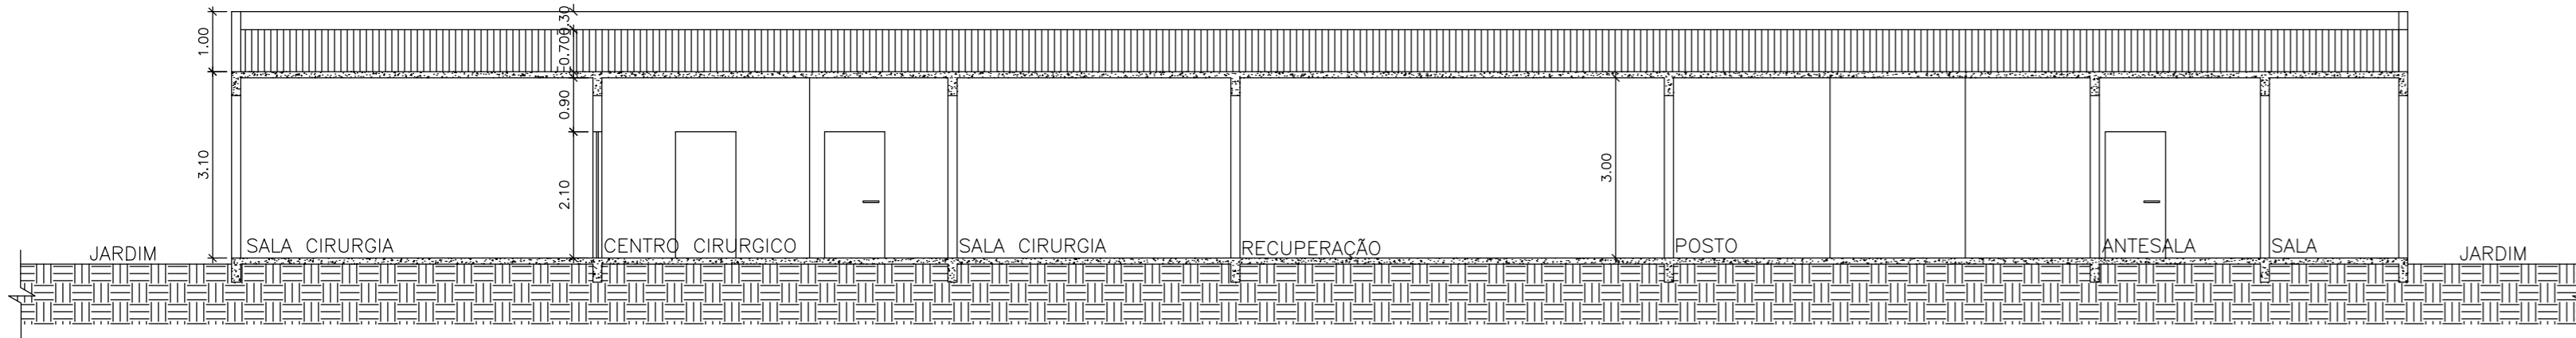 .30
1.00
0.70
0.90
3.10
2.10
3.00
JARDIM
SALA CIRURGIA
CENTRO CIRURGICO
SALA CIRURGIA
RECUPERAÇÃO
POSTO
ANTESALA
SALA
JARDIM